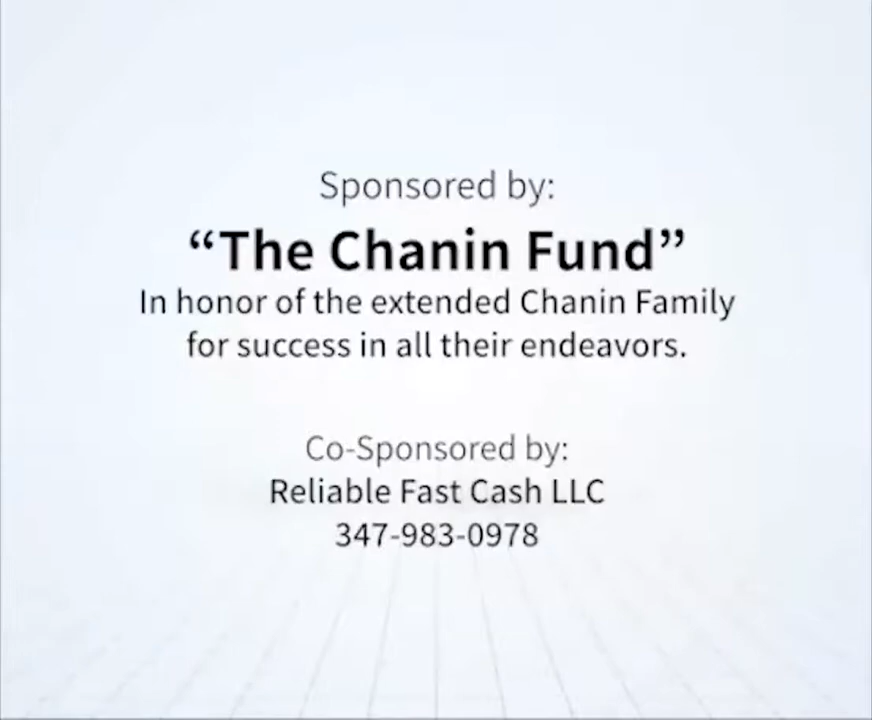 Sponsored by:
“The Chanin Fund”
In honor of the extended Chanin Family
for success in all their endeavors.
Co-Sponsored by:
Reliable Fast Cash LLC
347-983-0978